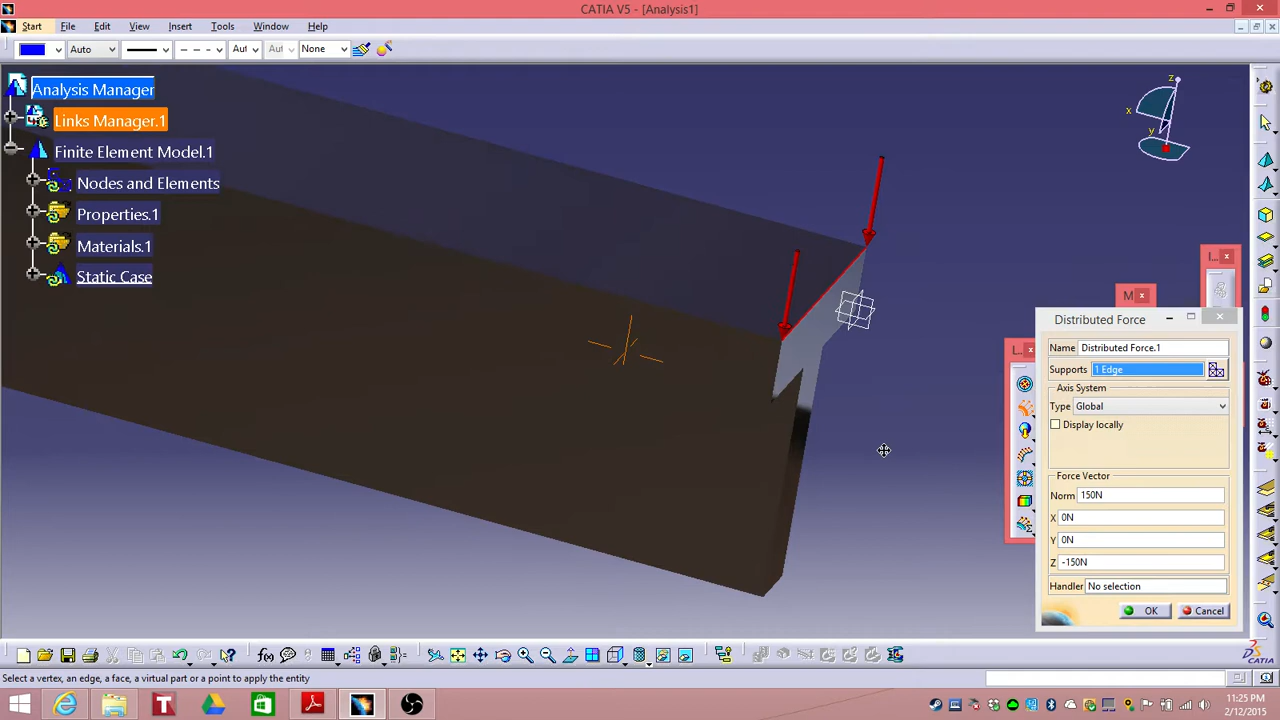 CATIA V5 - [Analysis1]
Start File Edit View Insert Tools Window Help
Auto Aut Aut None
Analysis Manager
Links Manager.1
Finite Element Model.1
Nodes and Elements
Properties.1
Materials.1
Static Case
z
x
y
I...
M
L...
Distributed Force
Name Distributed Force.1
Supports 1 Edge
Axis System
Type Global
Display locally
Force Vector
Norm 150N
X 0N
Y 0N
Z -150N
Handler No selection
OK Cancel
f(x)
DS CATIA
Select a vertex, an edge, a face, a virtual part or a point to apply the entity
11:25 PM
2/12/2015